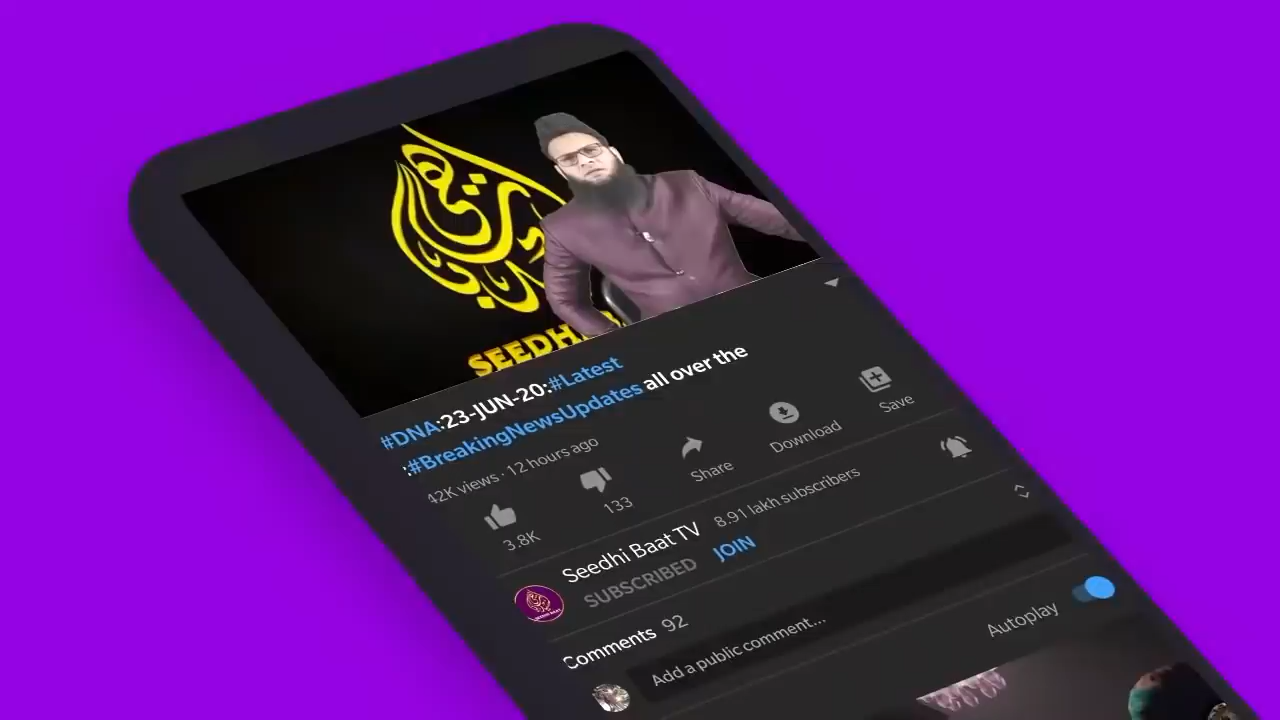 SEEDHI
#DNA:23-JUN-20:#Latest
#BreakingNewsUpdates all over the
42K views · 12 hours ago
3.8K
133
Share
Download
Save
Seedhi Baat TV
8.91 lakh subscribers
SUBSCRIBED
JOIN
Comments 92
Add a public comment...
Autoplay